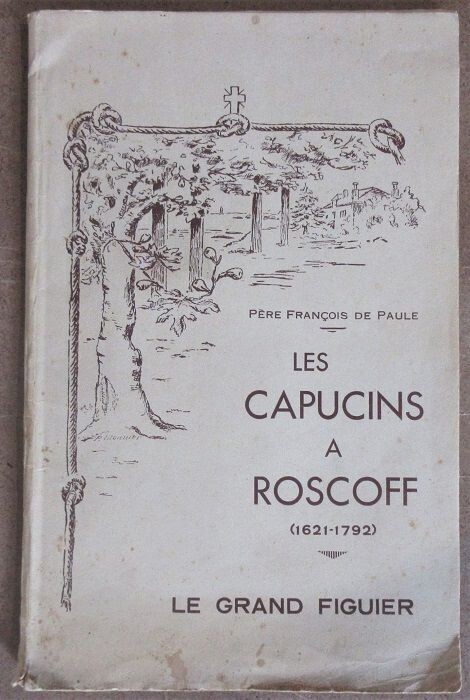 PÈRE FRANÇOIS DE PAULE
LES
CAPUCINS
A
ROSCOFF
(1621-1792)
LE GRAND FIGUIER